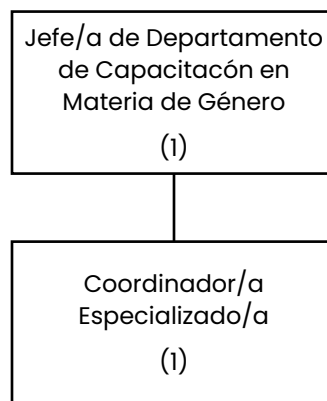 Jefe/a de Departamento
de Capacitacón en
Materia de Género
(1)
Coordinador/a
Especializado/a
(1)